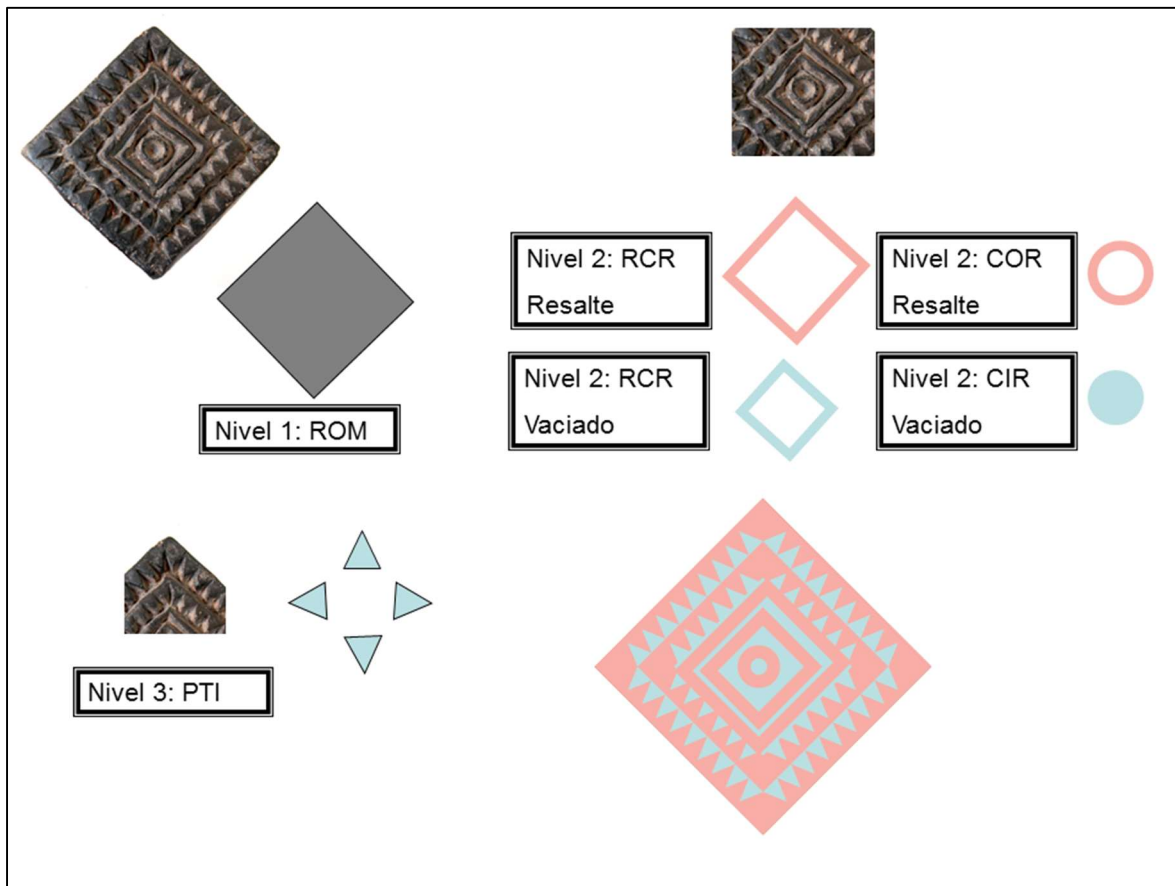 Nivel 1: ROM
Nivel 2: RCR
Resalte
Nivel 2: COR
Resalte
Nivel 2: RCR
Vaciado
Nivel 2: CIR
Vaciado
Nivel 3: PTI